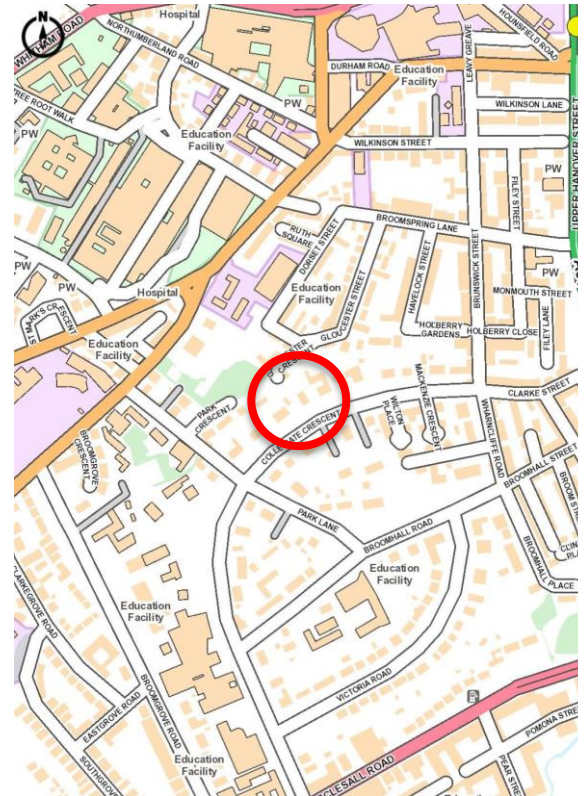 Hospital
N
WHITHAM ROAD
NORTHUMBERLAND ROAD
HOUNSFIELD ROAD
LEAVY GREAVE
DURHAM ROAD
Education
Facility
TREE ROOT WALK
PW
WILKINSON LANE
Education
Facility
WILKINSON STREET
FILEY STREET
PW
UPPER HANOVER STREET
BROOMSPRING LANE
RUTH
SQUARE
DORSET STREET
PW
PW
Hospital
Education
Facility
GLOUCESTER STREET
HAVELOCK STREET
BRUNSWICK STREET
PW
MONMOUTH STREET
HOLBERRY
GARDENS
HOLBERRY CLOSE
FILEY LANE
ST MARK'S CRESCENT
Education
Facility
CRESCENT
PARK
CRESCENT
COLLEGIATE CRESCENT
WILTON
PLACE
MACKENZIE CRESCENT
CLARKE STREET
WHARNCLIFFE ROAD
BROOMGROVE
CRESCENT
BROOMHALL STREET
PARK LANE
BROOMHALL ROAD
BROOMHALL
PLACE
Education
Facility
CLARKEGROVE ROAD
Education
Facility
VICTORIA ROAD
EASTGROVE ROAD
BROOMGROVE ROAD
SOUTHGROVE
Education
Facility
CLESALL ROAD
POMONA STREET
PEAR STREET